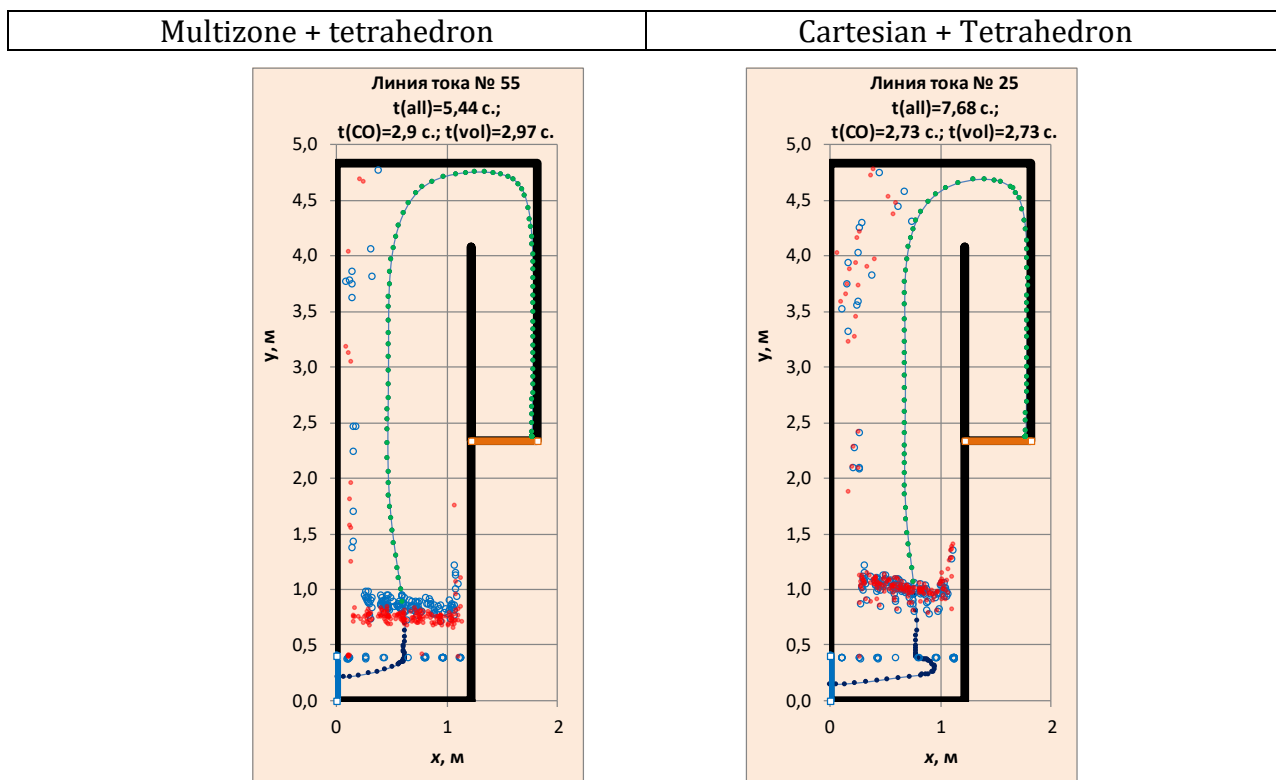 Multizone + tetrahedron
Cartesian + Tetrahedron
Линия тока № 55
t(all)=5,44 с.;
t(CO)=2,9 с.; t(vol)=2,97 с.
5,0
4,5
4,0
3,5
3,0
2,5
2,0
1,5
1,0
0,5
0,0
y, м
0
1
2
x, м
Линия тока № 25
t(all)=7,68 с.;
t(CO)=2,73 с.; t(vol)=2,73 с.
5,0
4,5
4,0
3,5
3,0
2,5
2,0
1,5
1,0
0,5
0,0
y, м
0
1
2
x, м